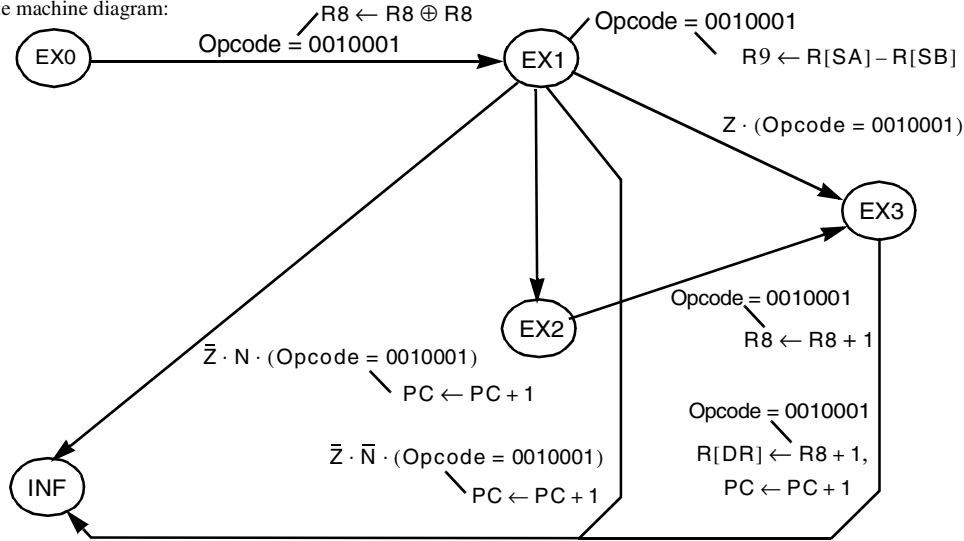 te machine diagram:
R8 ← R8 ⊕ R8
Opcode = 0010001
EX0
EX1
Opcode = 0010001
R9 ← R[SA] – R[SB]
Z · (Opcode = 0010001)
EX3
EX2
Opcode = 0010001
R8 ← R8 + 1
Z̄ · N · (Opcode = 0010001)
PC ← PC + 1
Opcode = 0010001
R[DR] ← R8 + 1,
PC ← PC + 1
Z̄ · N̄ · (Opcode = 0010001)
PC ← PC + 1
INF